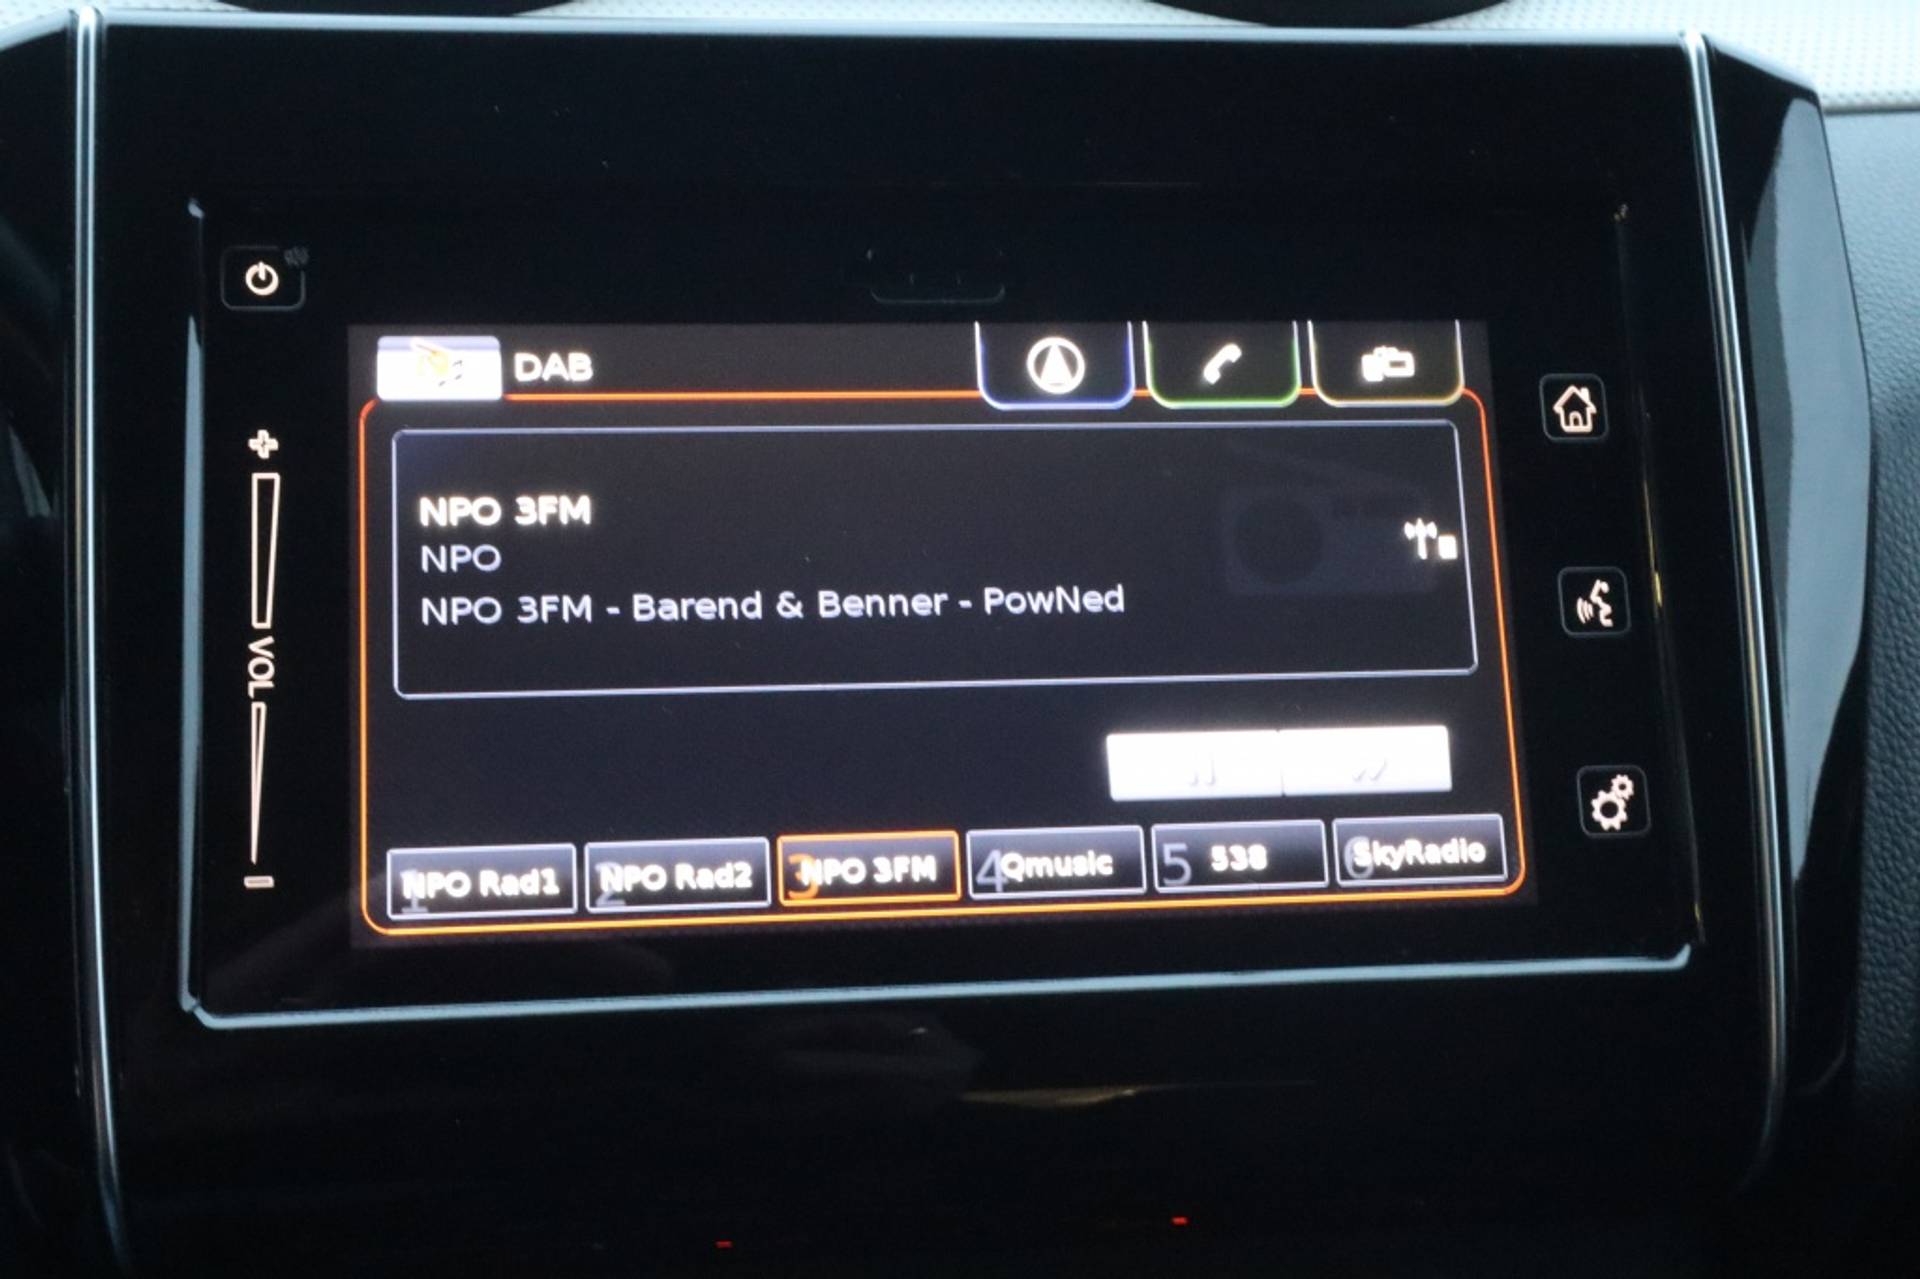 DAB
NPO 3FM
NPO
NPO 3FM - Barend & Benner - PowNed
VOL
1 NPO Rad1
2 NPO Rad2
3 NPO 3FM
4 Qmusic
5 538
6 SkyRadio